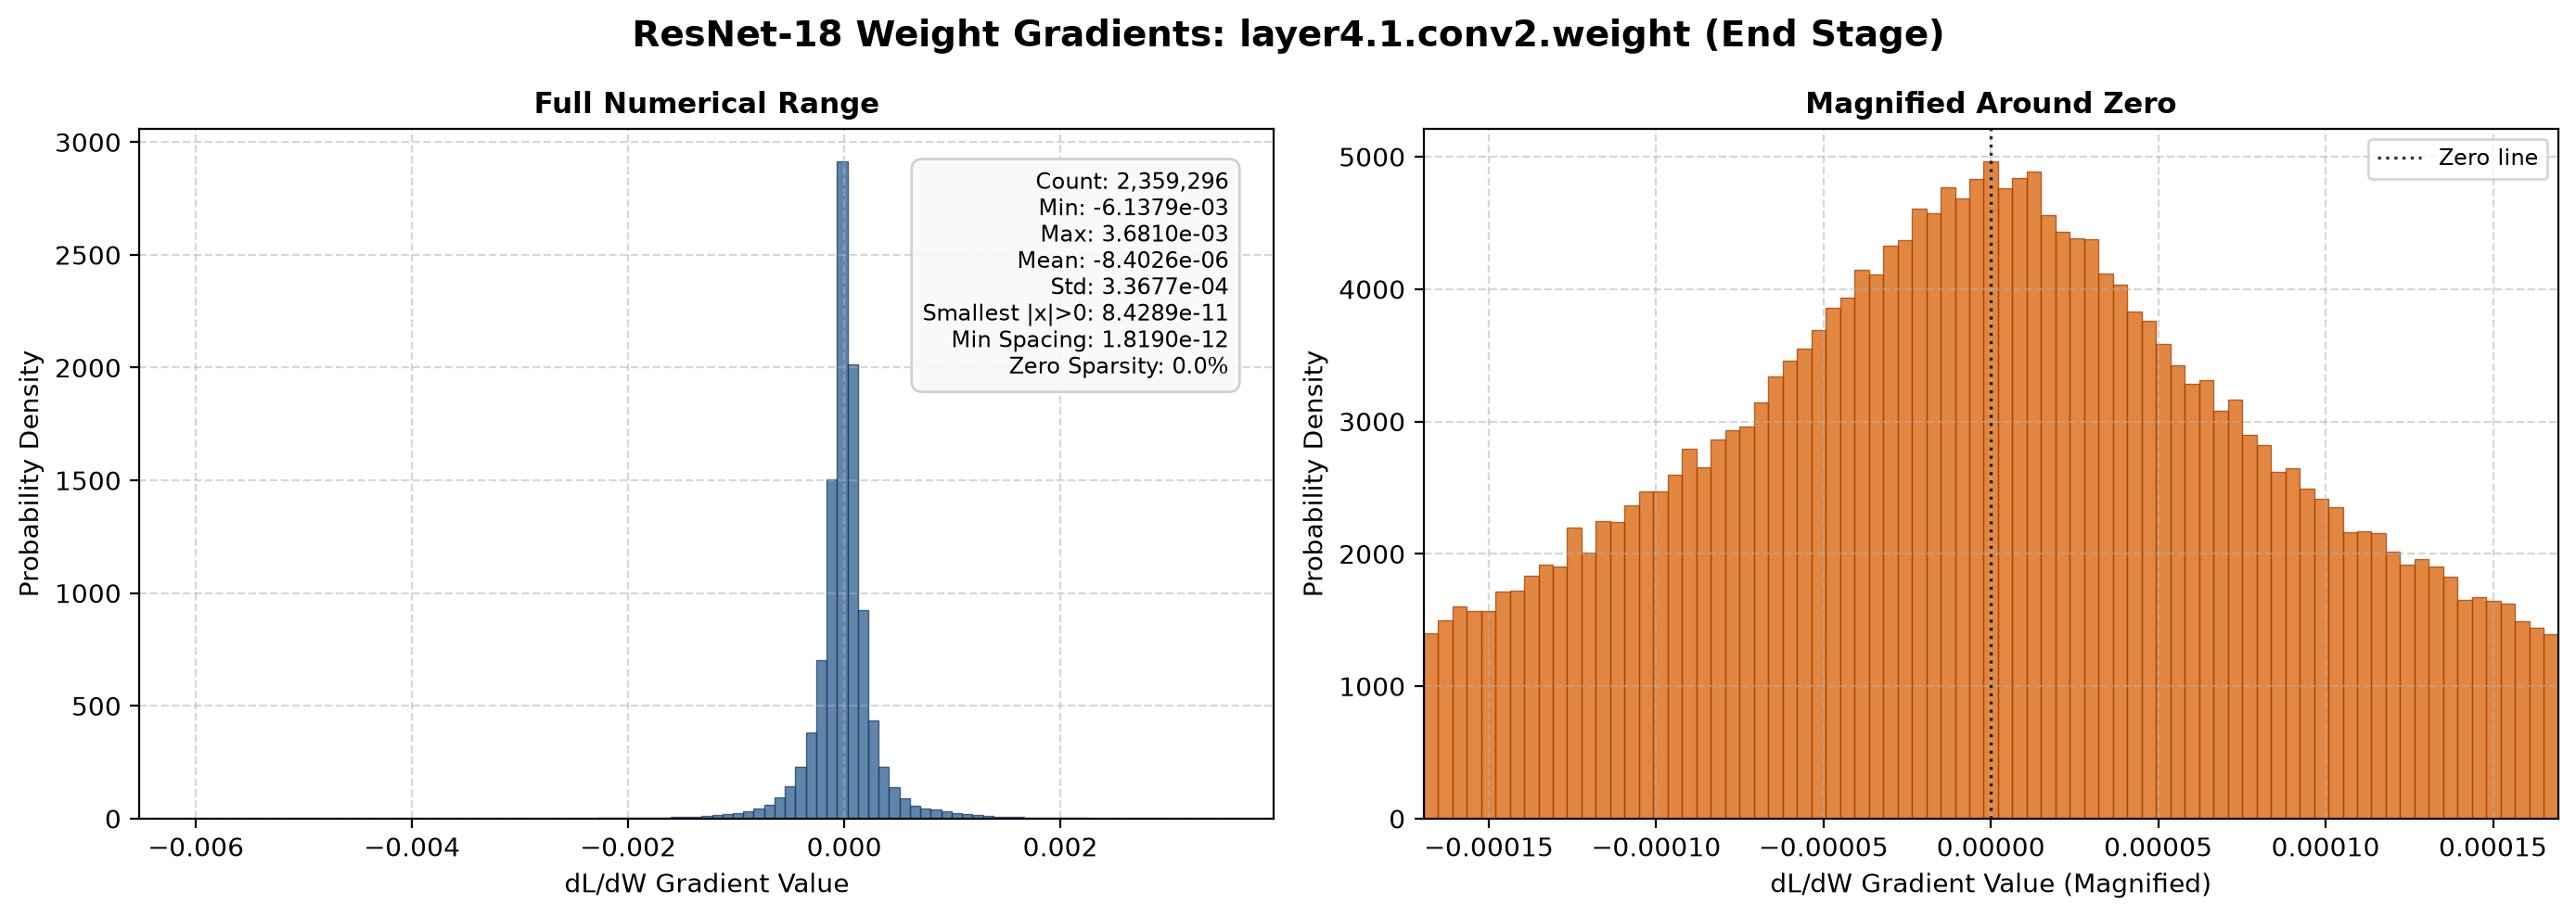 ResNet-18 Weight Gradients: layer4.1.conv2.weight (End Stage)
Full Numerical Range
3000
2500
2000
1500
1000
500
0
Probability Density
−0.006 −0.004 −0.002 0.000 0.002
dL/dW Gradient Value
Count: 2,359,296
Min: -6.1379e-03
Max: 3.6810e-03
Mean: -8.4026e-06
Std: 3.3677e-04
Smallest |x|>0: 8.4289e-11
Min Spacing: 1.8190e-12
Zero Sparsity: 0.0%
Magnified Around Zero
5000
4000
3000
2000
1000
0
Probability Density
−0.00015 −0.00010 −0.00005 0.00000 0.00005 0.00010 0.00015
dL/dW Gradient Value (Magnified)
Zero line